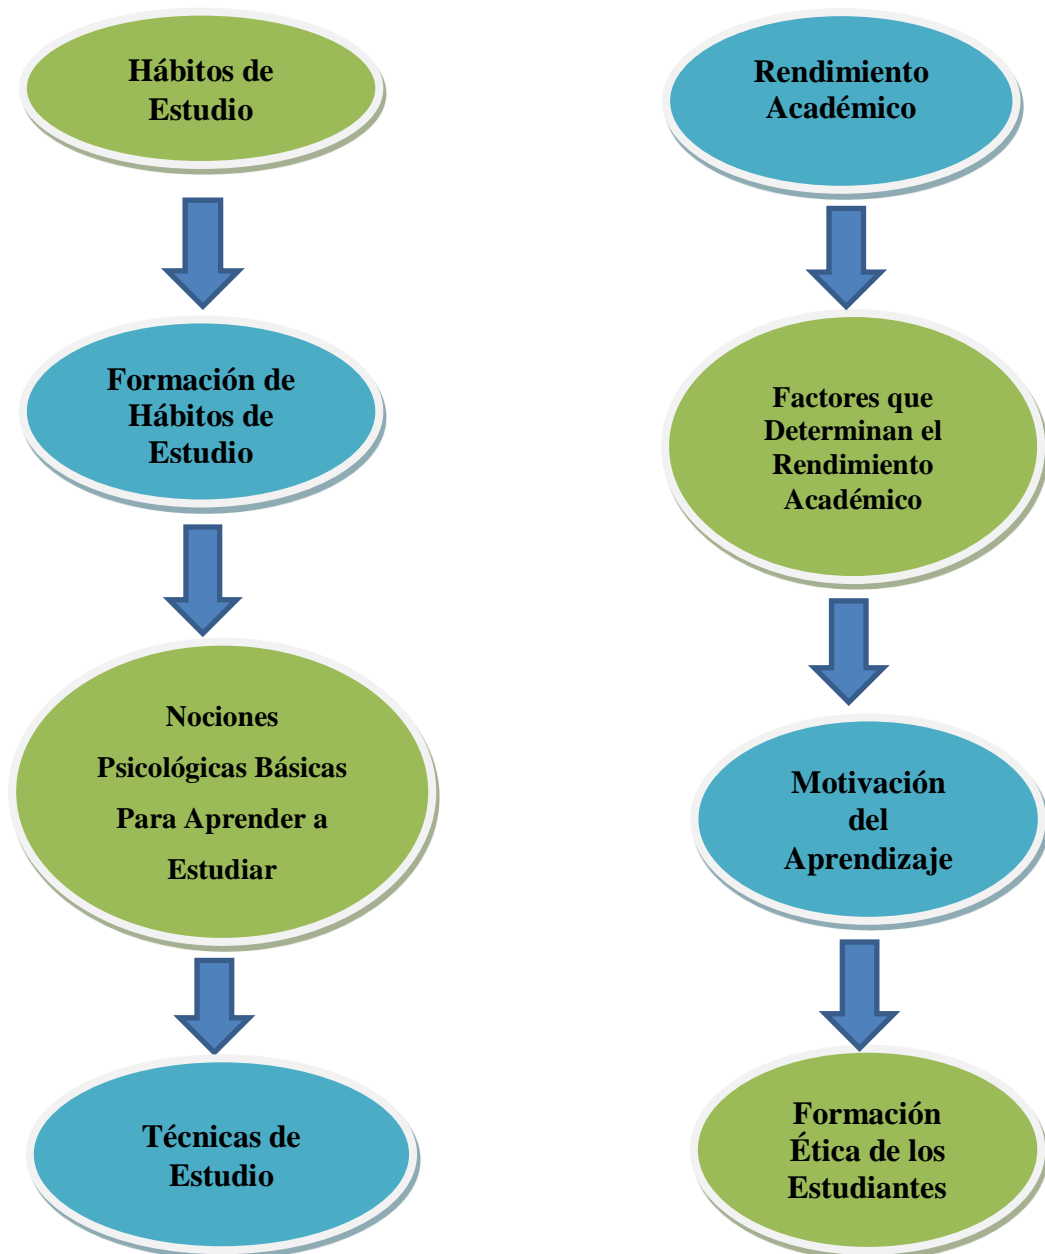 Hábitos de
Estudio
Formación de
Hábitos de
Estudio
Nociones
Psicológicas Básicas
Para Aprender a
Estudiar
Técnicas de
Estudio
Rendimiento
Académico
Factores que
Determinan el
Rendimiento
Académico
Motivación
del
Aprendizaje
Formación
Ética de los
Estudiantes